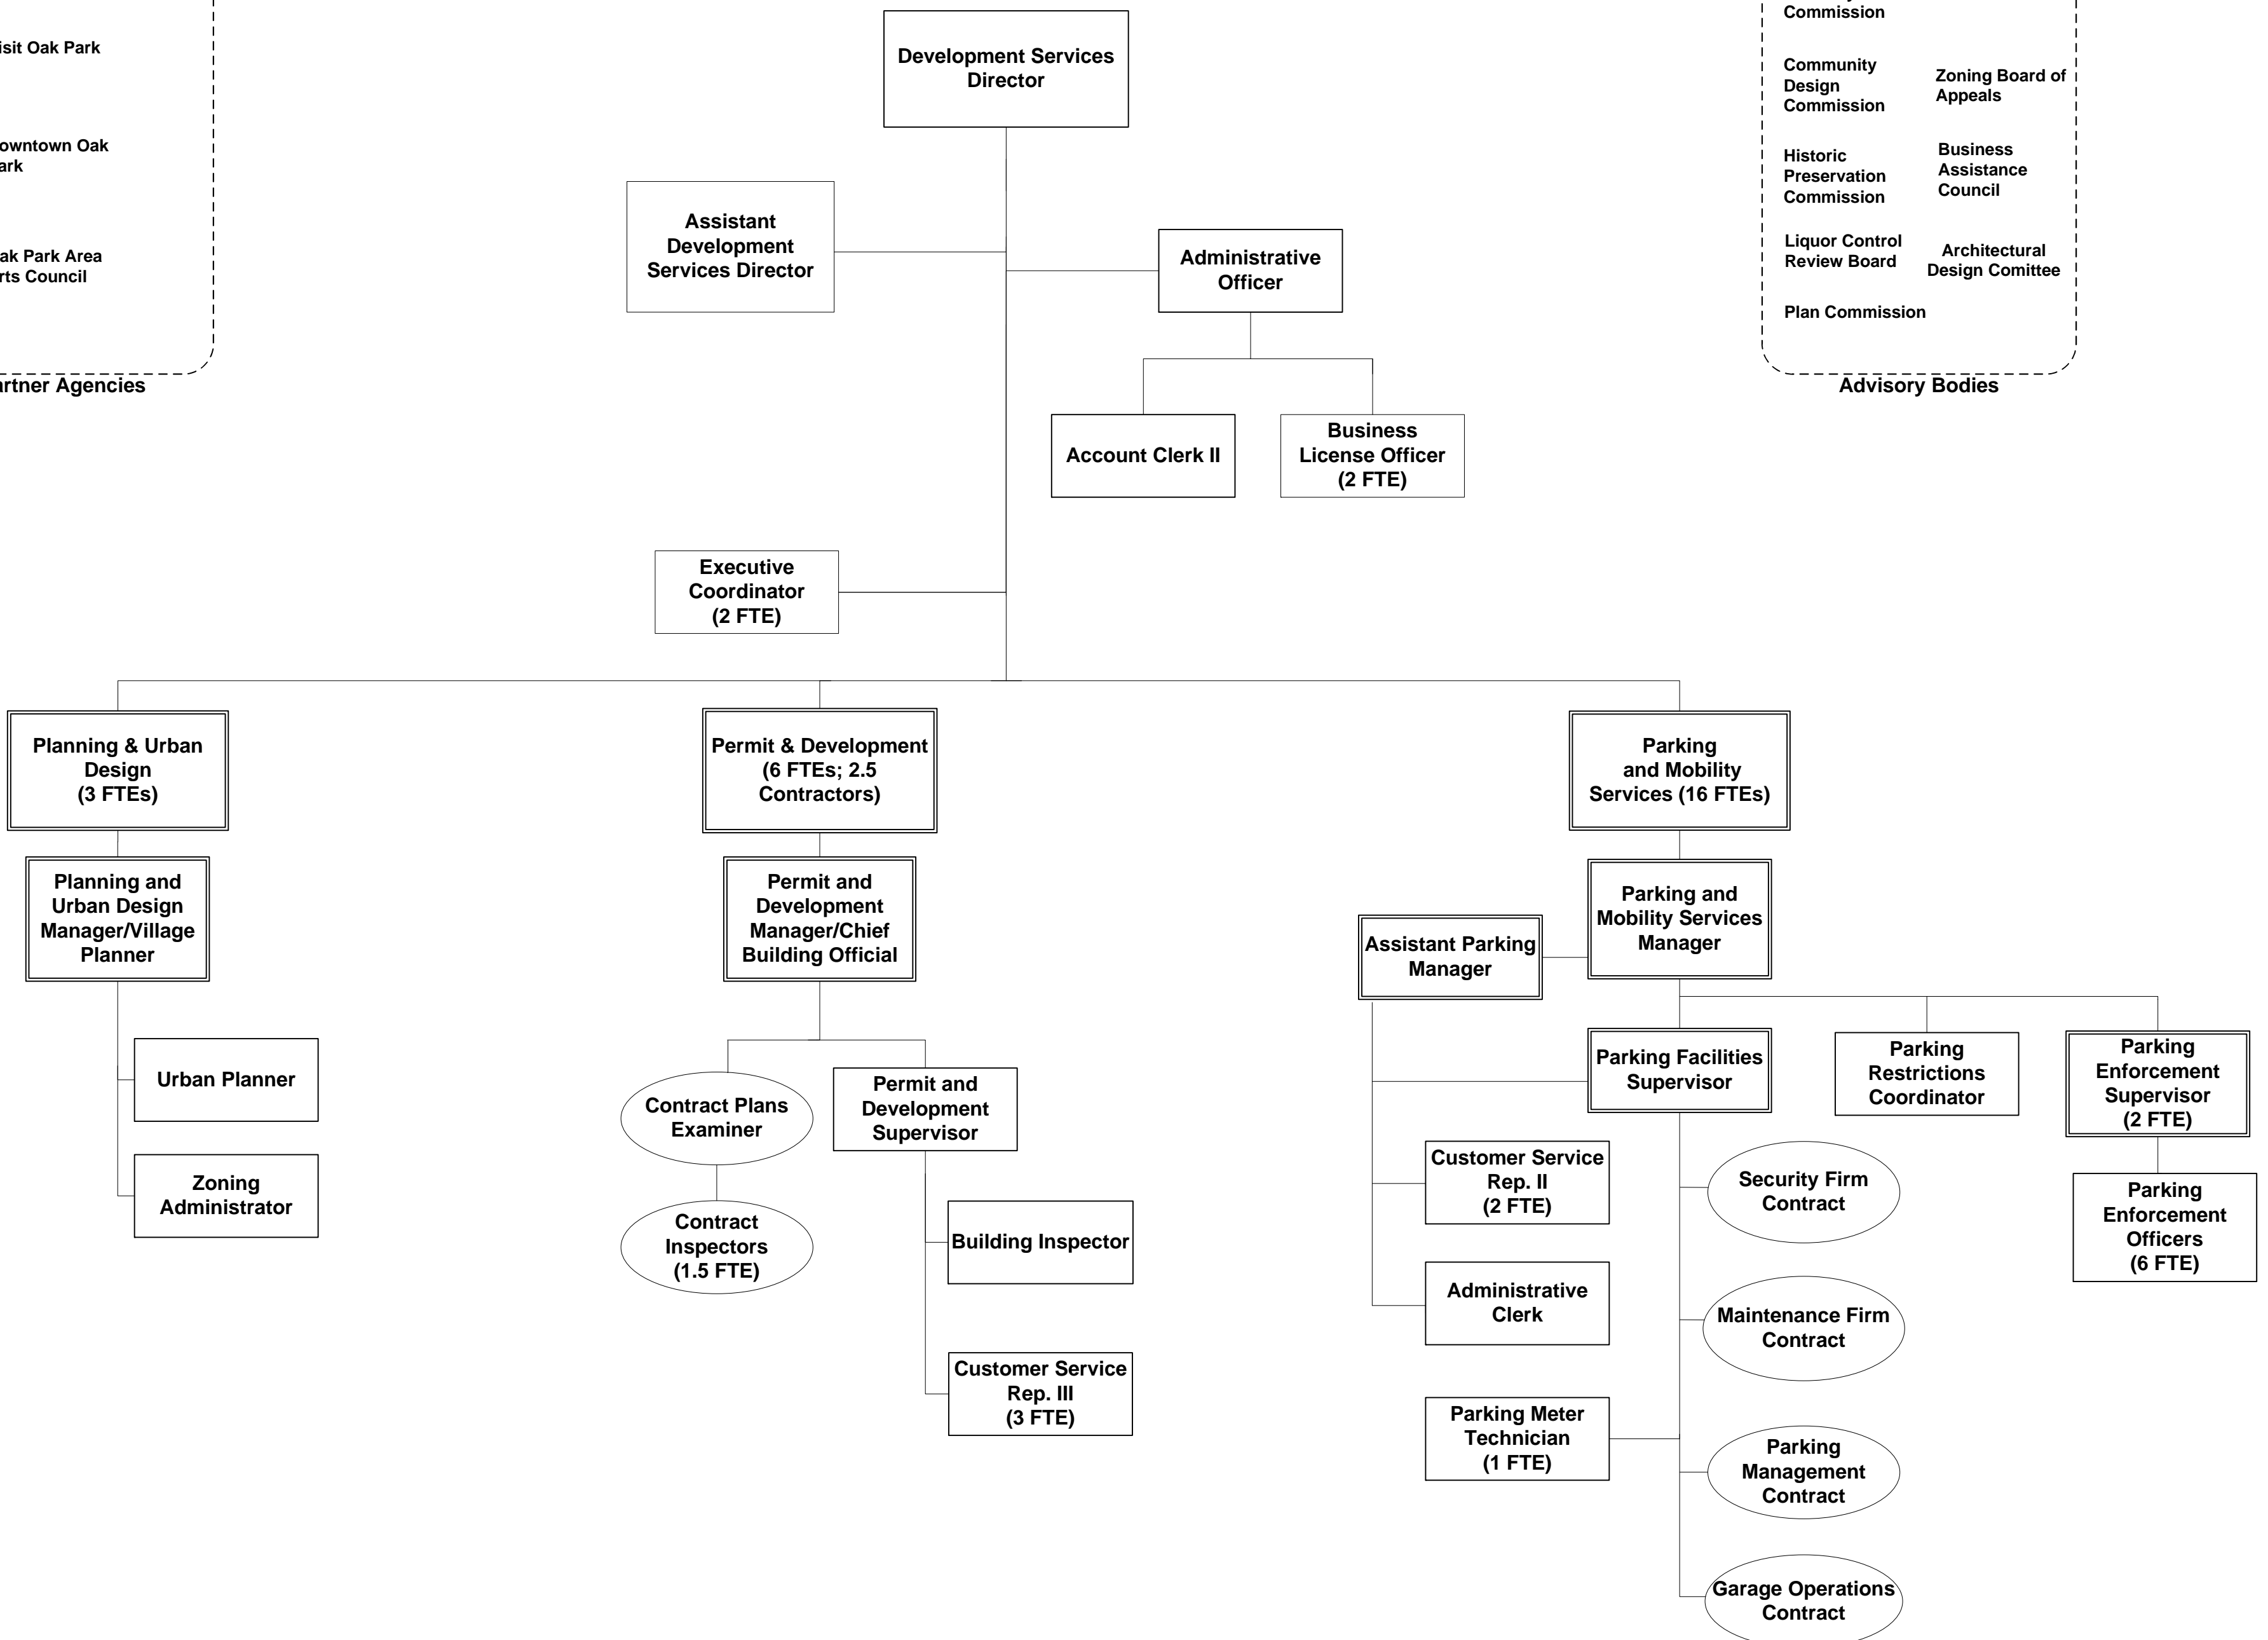 Development Services
Director
Assistant
Development
Services Director
Administrative
Officer
Account Clerk II
Business
License Officer
(2 FTE)
Executive
Coordinator
(2 FTE)
isit Oak Park
owntown Oak
ark
ak Park Area
rts Council
artner Agencies
Commission
Community
Design
Commission
Zoning Board of
Appeals
Historic
Preservation
Commission
Business
Assistance
Council
Liquor Control
Review Board
Architectural
Design Comittee
Plan Commission
Advisory Bodies
Planning & Urban
Design
(3 FTEs)
Planning and
Urban Design
Manager/Village
Planner
Urban Planner
Zoning
Administrator
Permit & Development
(6 FTEs; 2.5
Contractors)
Permit and
Development
Manager/Chief
Building Official
Contract Plans
Examiner
Contract
Inspectors
(1.5 FTE)
Permit and
Development
Supervisor
Building Inspector
Customer Service
Rep. III
(3 FTE)
Parking
and Mobility
Services (16 FTEs)
Parking and
Mobility Services
Manager
Assistant Parking
Manager
Parking Facilities
Supervisor
Parking
Restrictions
Coordinator
Parking
Enforcement
Supervisor
(2 FTE)
Parking
Enforcement
Officers
(6 FTE)
Customer Service
Rep. II
(2 FTE)
Administrative
Clerk
Parking Meter
Technician
(1 FTE)
Security Firm
Contract
Maintenance Firm
Contract
Parking
Management
Contract
Garage Operations
Contract